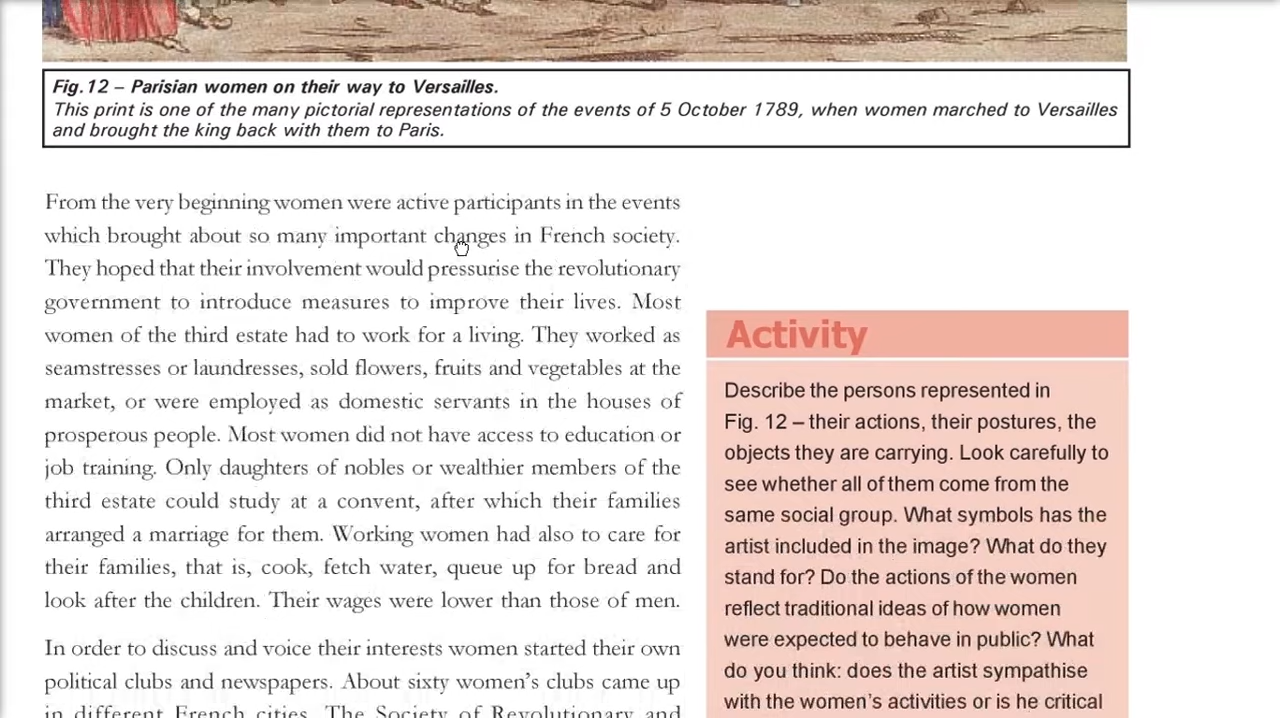 Fig.12 – Parisian women on their way to Versailles.
This print is one of the many pictorial representations of the events of 5 October 1789, when women marched to Versailles
and brought the king back with them to Paris.
From the very beginning women were active participants in the events
which brought about so many important changes in French society.
They hoped that their involvement would pressurise the revolutionary
government to introduce measures to improve their lives. Most
women of the third estate had to work for a living. They worked as
seamstresses or laundresses, sold flowers, fruits and vegetables at the
market, or were employed as domestic servants in the houses of
prosperous people. Most women did not have access to education or
job training. Only daughters of nobles or wealthier members of the
third estate could study at a convent, after which their families
arranged a marriage for them. Working women had also to care for
their families, that is, cook, fetch water, queue up for bread and
look after the children. Their wages were lower than those of men.
In order to discuss and voice their interests women started their own
political clubs and newspapers. About sixty women's clubs came up
in different French cities. The Society of Revolutionary and
Activity
Describe the persons represented in
Fig. 12 – their actions, their postures, the
objects they are carrying. Look carefully to
see whether all of them come from the
same social group. What symbols has the
artist included in the image? What do they
stand for? Do the actions of the women
reflect traditional ideas of how women
were expected to behave in public? What
do you think: does the artist sympathise
with the women's activities or is he critical